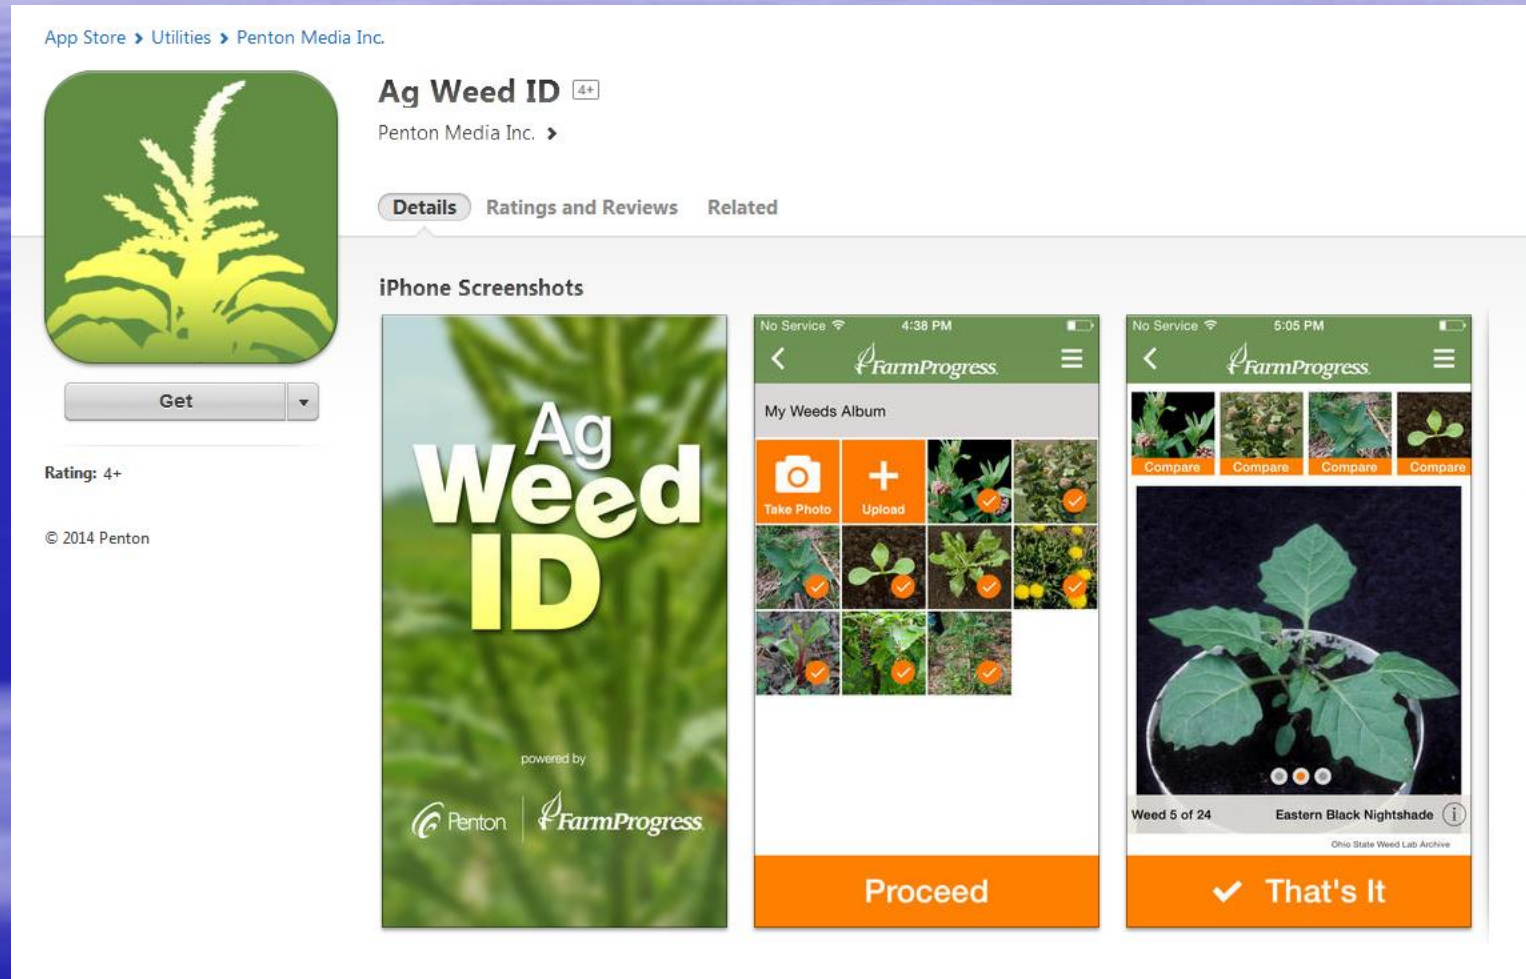 App Store > Utilities > Penton Media Inc.
Ag Weed ID 4+
Penton Media Inc. >
Details Ratings and Reviews Related
Get
Rating: 4+
© 2014 Penton
iPhone Screenshots
Ag
Weed
ID
powered by
Penton FarmProgress
No Service 4:38 PM
FarmProgress.
My Weeds Album
Take Photo Upload
Proceed
No Service 5:05 PM
FarmProgress.
Compare Compare Compare Compare
Weed 5 of 24 Eastern Black Nightshade i
Ohio State Weed Lab Archive
That's It